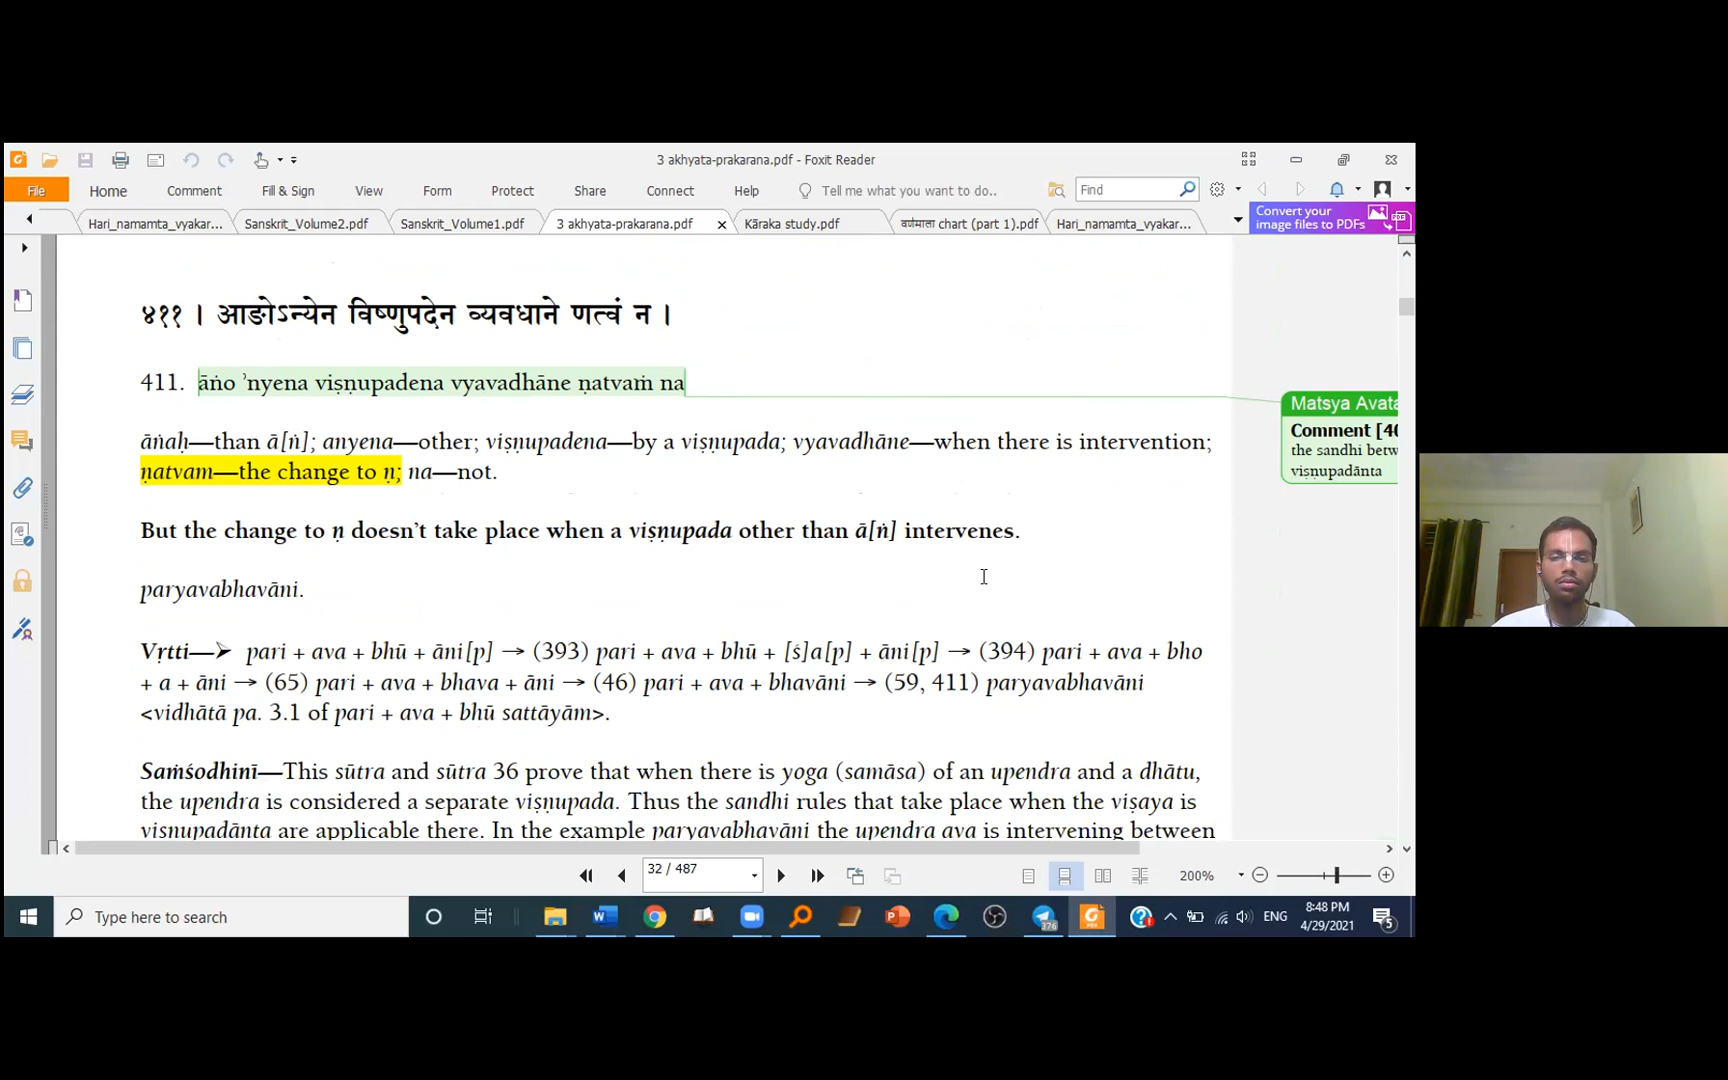 3 akhyata-prakarana.pdf - Foxit Reader
File Home Comment Fill & Sign View Form Protect Share Connect Help Tell me what you want to do.. Find
Hari_namamta_vyakar... Sanskrit_Volume2.pdf Sanskrit_Volume1.pdf 3 akhyata-prakarana.pdf Kāraka study.pdf वर्णमाला chart (part 1).pdf Hari_namamta_vyakar...
Convert your
image files to PDFs
४११ । आङोऽन्येन विष्णुपदेन व्यवधाने णत्वं न ।
411. āṅo ’nyena viṣṇupadena vyavadhāne ṇatvaṁ na
āṅaḥ—than ā[ṅ]; anyena—other; viṣṇupadena—by a viṣṇupada; vyavadhāne—when there is intervention;
ṇatvam—the change to ṇ; na—not.
Matsya Avata
Comment [40
the sandhi betw
viṣṇupadānta
But the change to ṇ doesn’t take place when a viṣṇupada other than ā[ṅ] intervenes.
paryavabhavāni.
Vṛtti—➢ pari + ava + bhū + āni[p] → (393) pari + ava + bhū + [ś]a[p] + āni[p] → (394) pari + ava + bho
+ a + āni → (65) pari + ava + bhava + āni → (46) pari + ava + bhavāni → (59, 411) paryavabhavāni
<vidhātā pa. 3.1 of pari + ava + bhū sattāyām>.
Saṁśodhinī—This sūtra and sūtra 36 prove that when there is yoga (samāsa) of an upendra and a dhātu,
the upendra is considered a separate viṣṇupada. Thus the sandhi rules that take place when the viṣaya is
viṣṇupadānta are applicable there. In the example paryavabhavāni the upendra ava is intervening between
32 / 487
200%
Type here to search
376
ENG
8:48 PM
4/29/2021
5